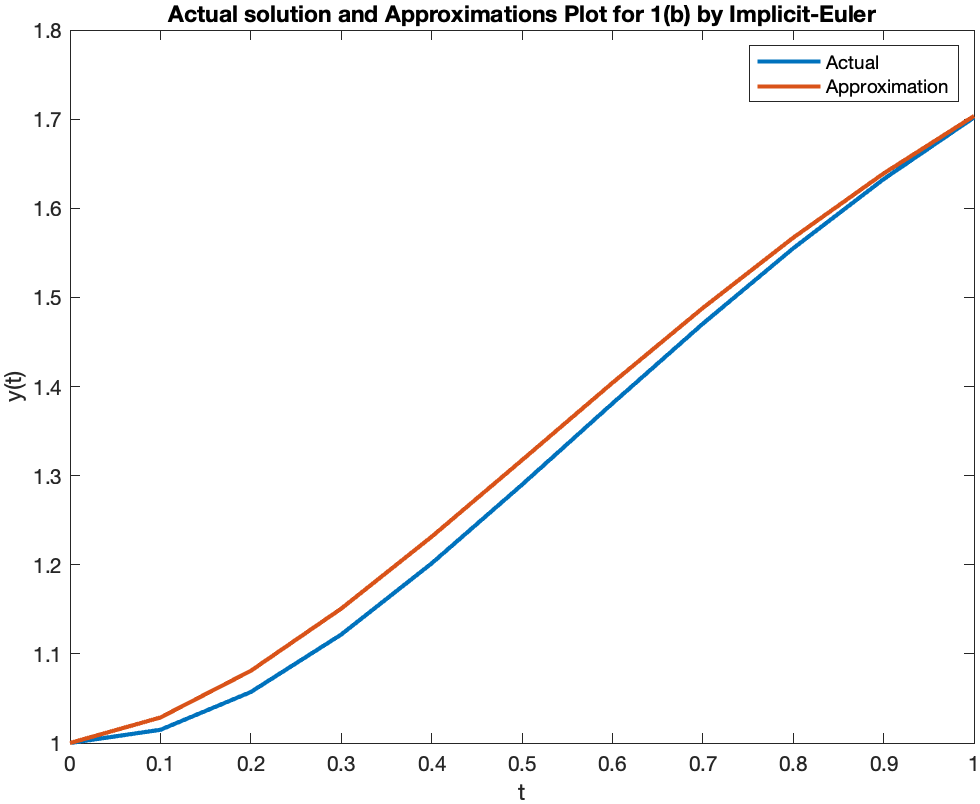 Actual solution and Approximations Plot for 1(b) by Implicit-Euler
1.8
Actual
Approximation
1.7
1.6
1.5
1.4
y(t)
1.3
1.2
1.1
1
0 0.1 0.2 0.3 0.4 0.5 0.6 0.7 0.8 0.9 1
t